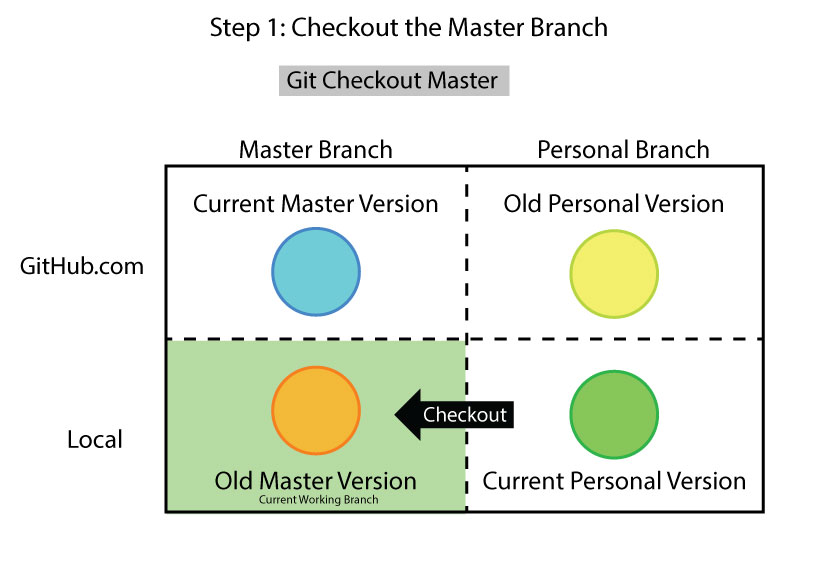 Step 1: Checkout the Master Branch
Git Checkout Master
Master Branch
Personal Branch
Current Master Version
Old Personal Version
GitHub.com
Checkout
Local
Old Master Version
Current Working Branch
Current Personal Version